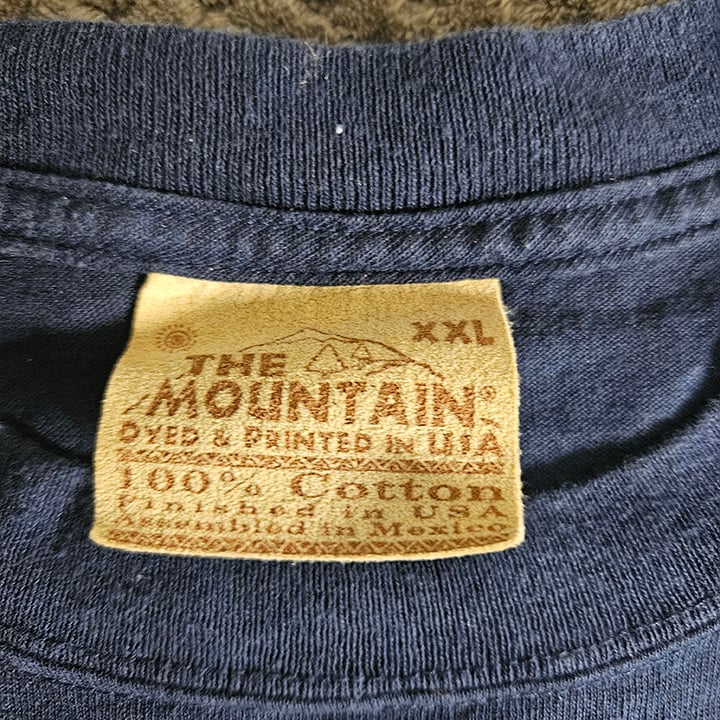 XXL
THE
MOUNTAIN®
DYED & PRINTED IN USA
100% Cotton
Finished in USA
Assembled in Mexico